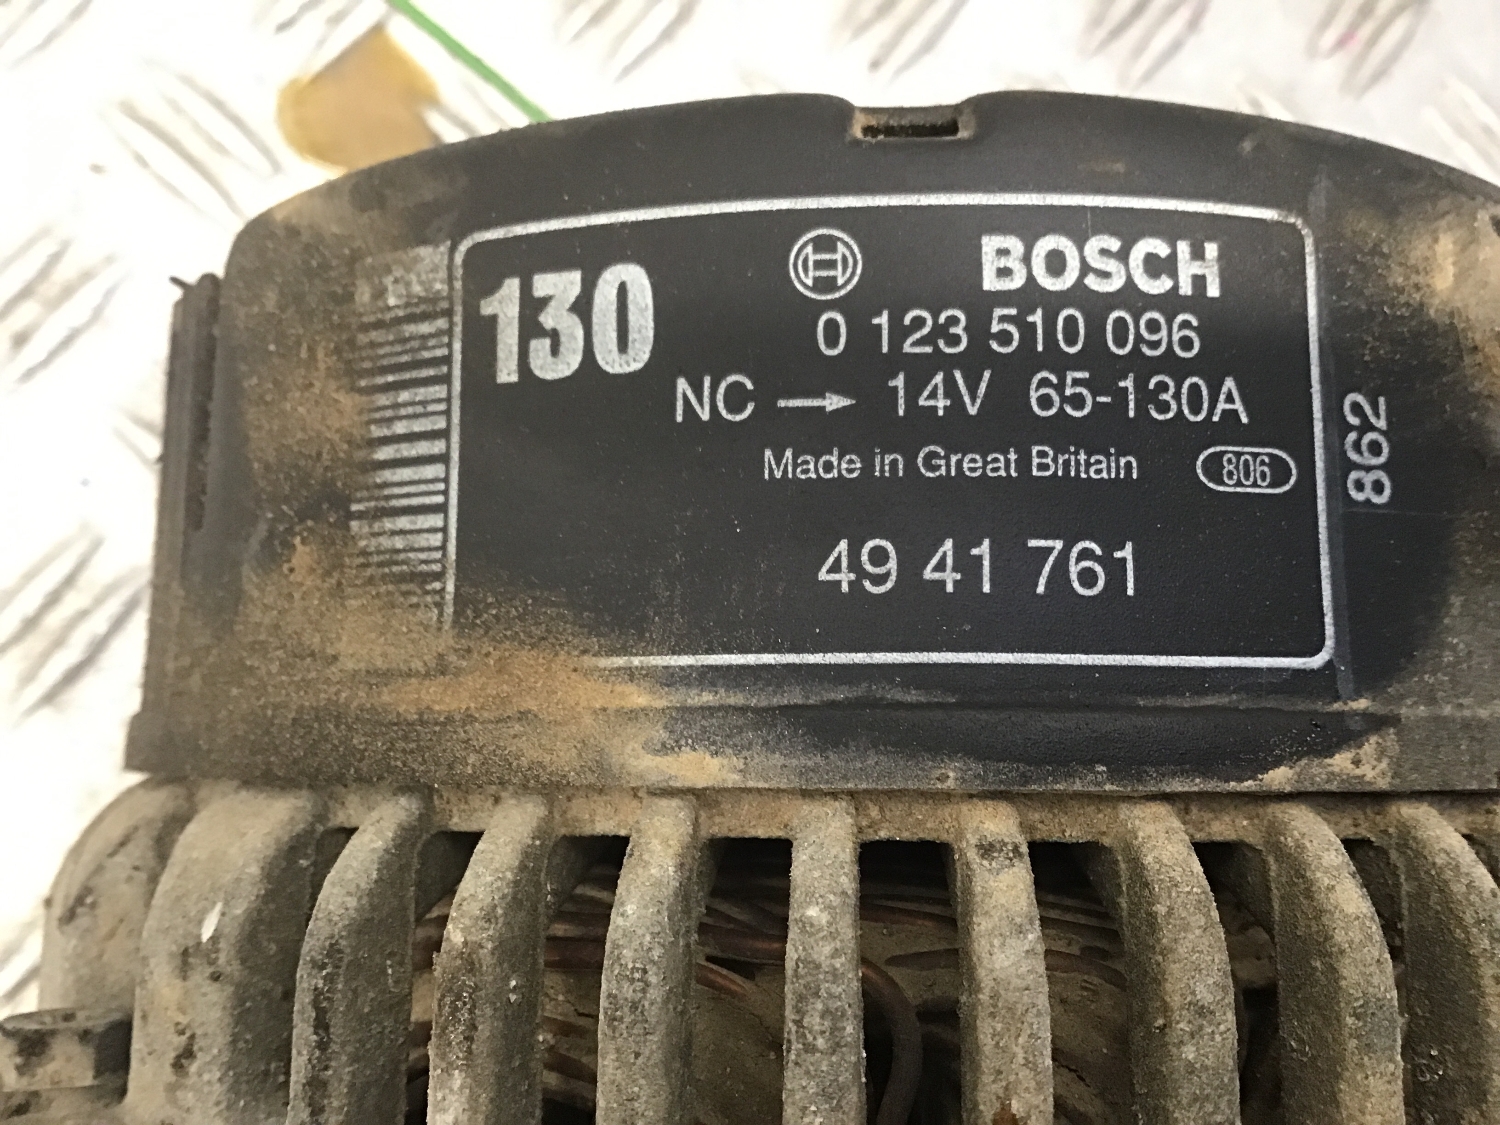 130
BOSCH
0 123 510 096
NC → 14V 65-130A
Made in Great Britain 806
49 41 761
862